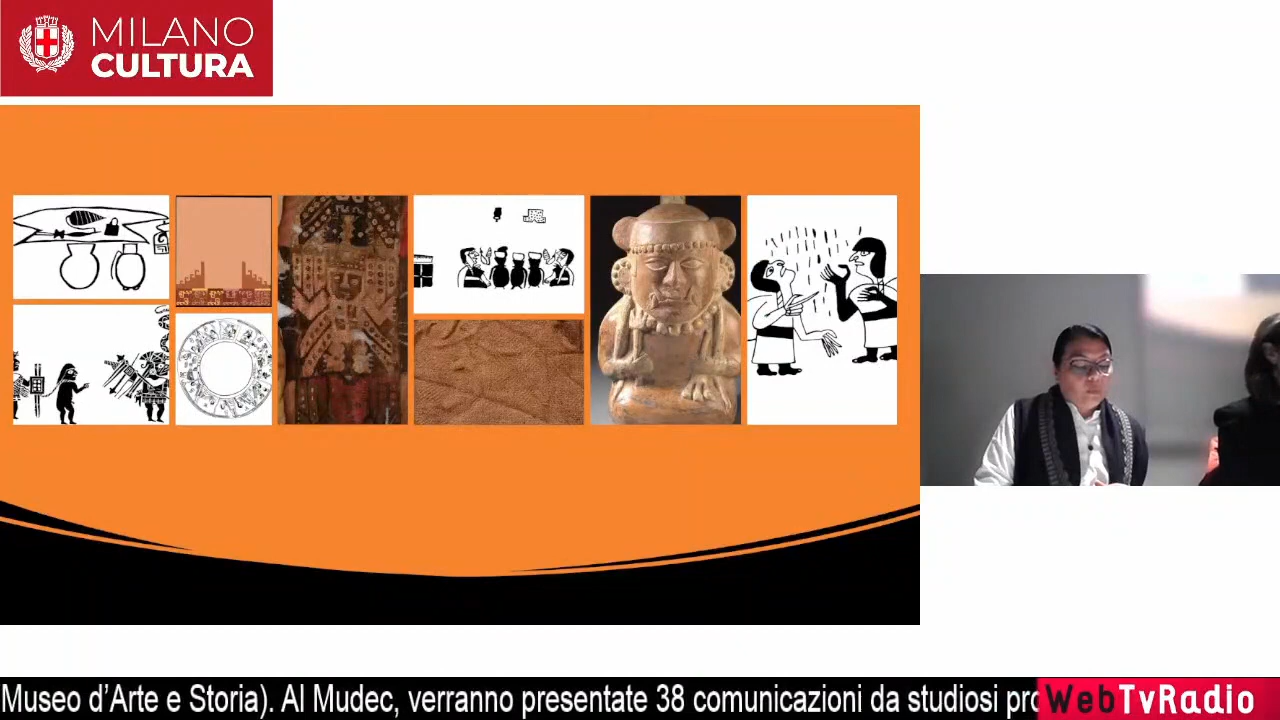 MILANO
CULTURA
Museo d’Arte e Storia). Al Mudec, verranno presentate 38 comunicazioni da studiosi pro
WebTvRadio